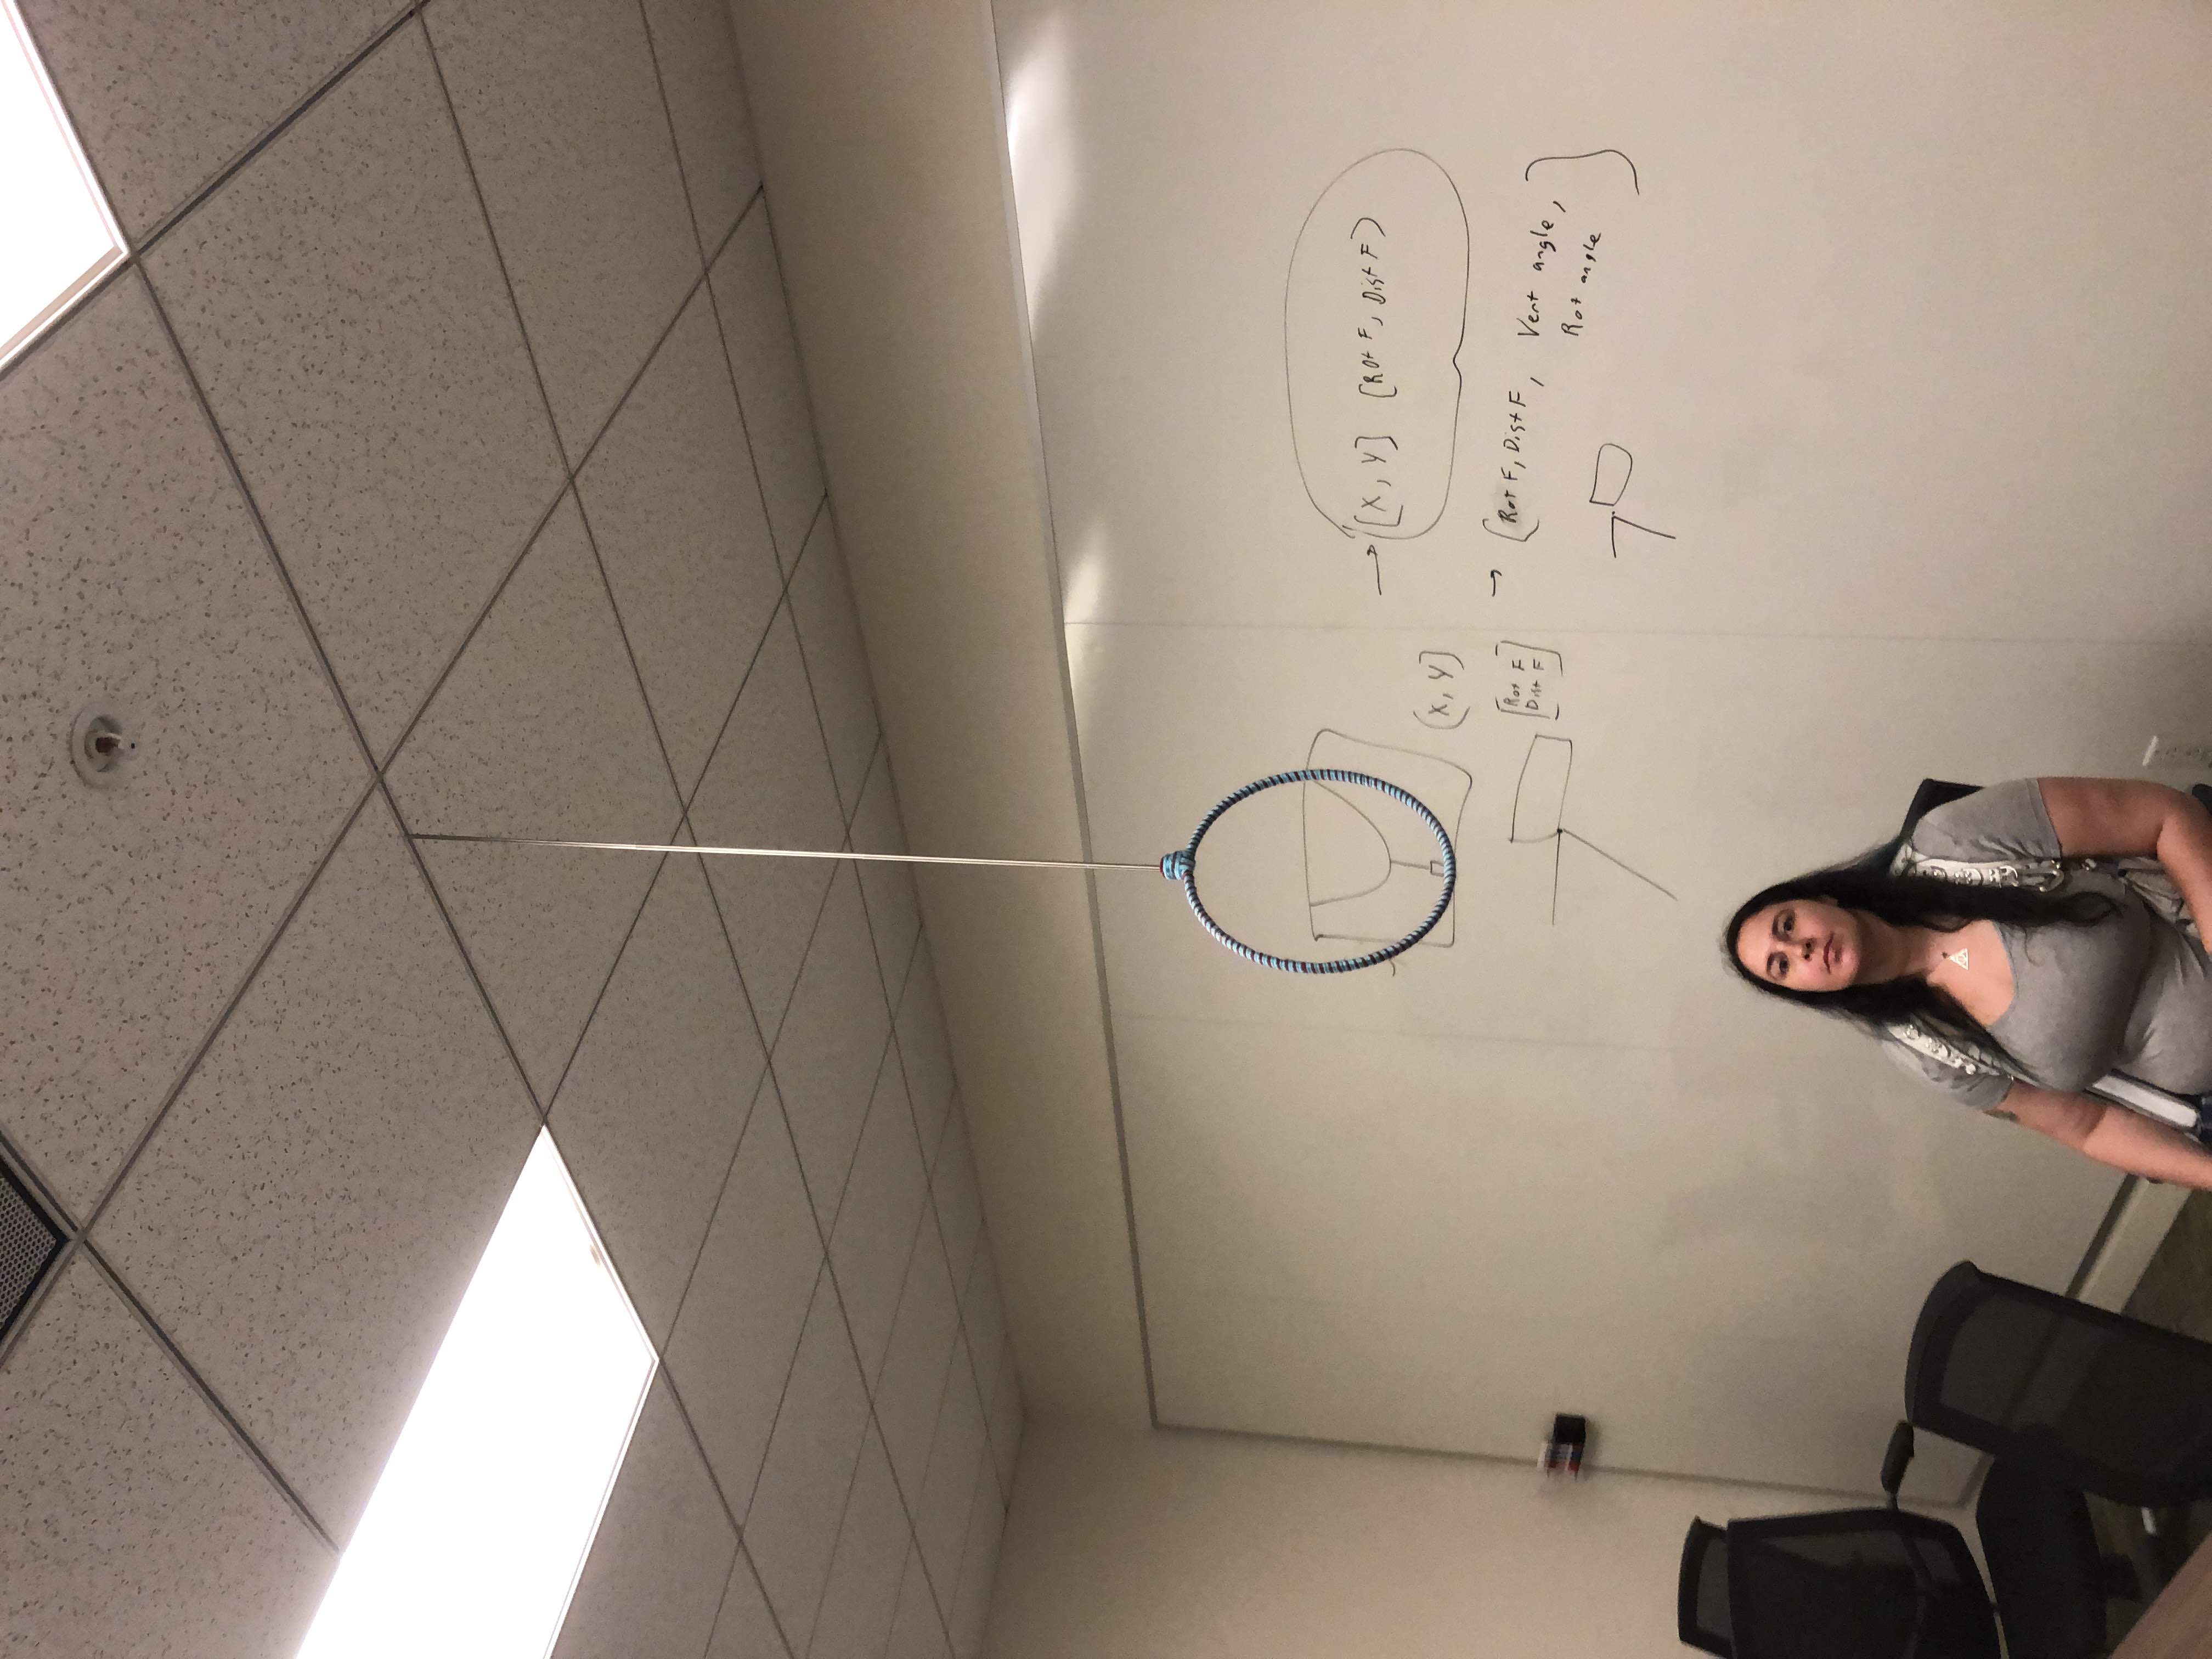 [X, Y] (Rot F, Dist F)
(X, Y)
[Rot F
Dist F]
(Rot F, Dist F, Vert angle,
Rot angle)